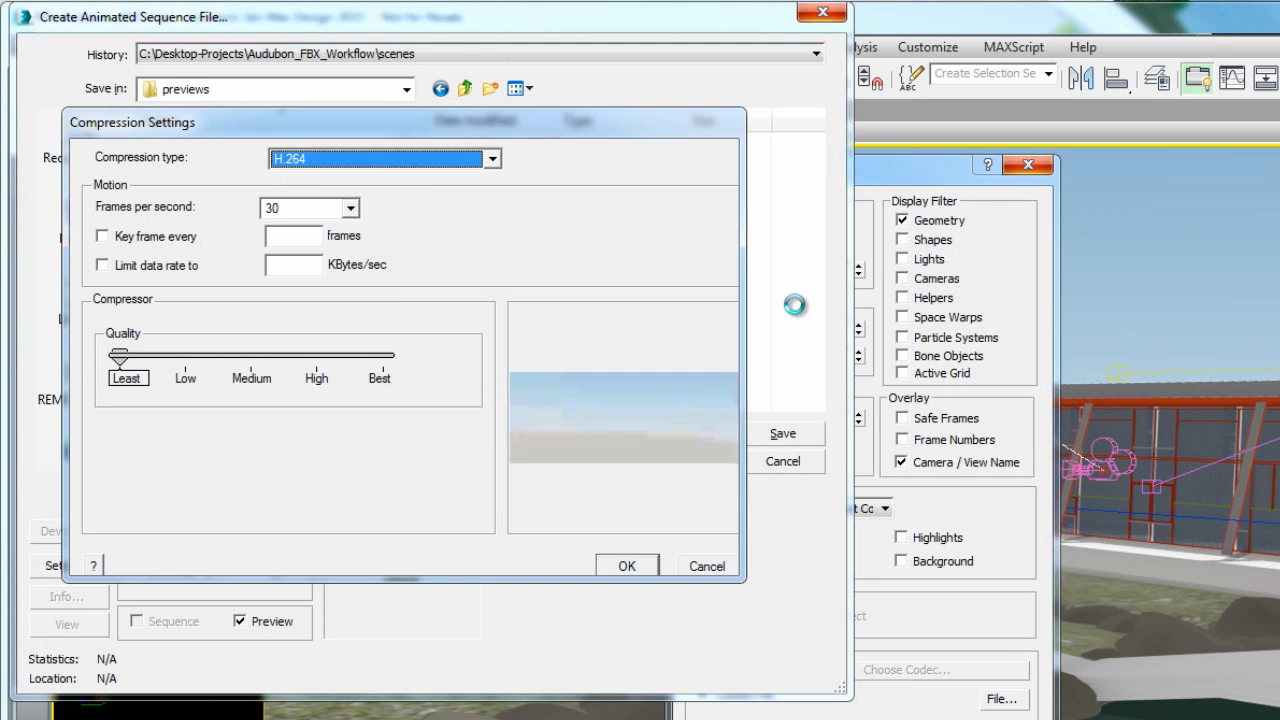 Create Animated Sequence File...
History: C:\Desktop-Projects\Audubon_FBX_Workflow\scenes
Save in: previews
Compression Settings
Compression type: H.264
Motion
Frames per second: 30
Key frame every frames
Limit data rate to KBytes/sec
Compressor
Quality
Least Low Medium High Best
OK Cancel
?
Save
Cancel
Info...
View
Sequence Preview
Statistics: N/A
Location: N/A
Customize MAXScript Help
ABC
Create Selection Se
?
Display Filter
Geometry
Shapes
Lights
Cameras
Helpers
Space Warps
Particle Systems
Bone Objects
Active Grid
Overlay
Safe Frames
Frame Numbers
Camera / View Name
Highlights
Background
Choose Codec...
File...